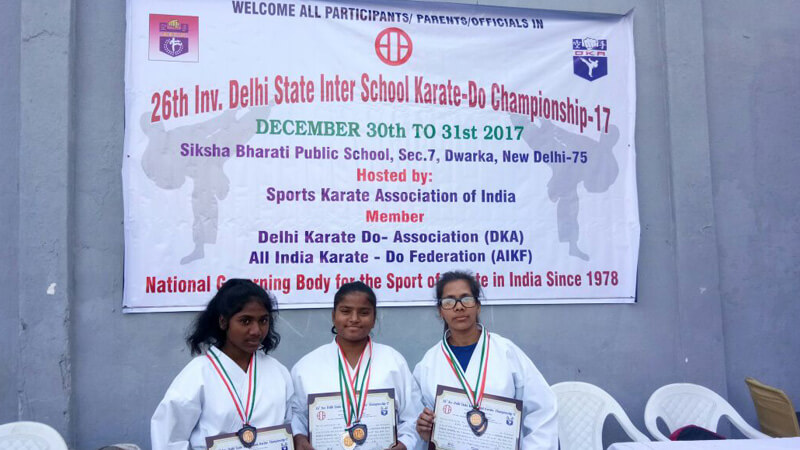 WELCOME ALL PARTICIPANTS/ PARENTS/OFFICIALS IN
DKA
26th Inv. Delhi State Inter School Karate-Do Championship-17
DECEMBER 30th TO 31st 2017
Siksha Bharati Public School, Sec.7, Dwarka, New Delhi-75
Hosted by:
Sports Karate Association of India
Member
Delhi Karate Do- Association (DKA)
All India Karate - Do Federation (AIKF)
National Governing Body for the Sport of Karate in India Since 1978